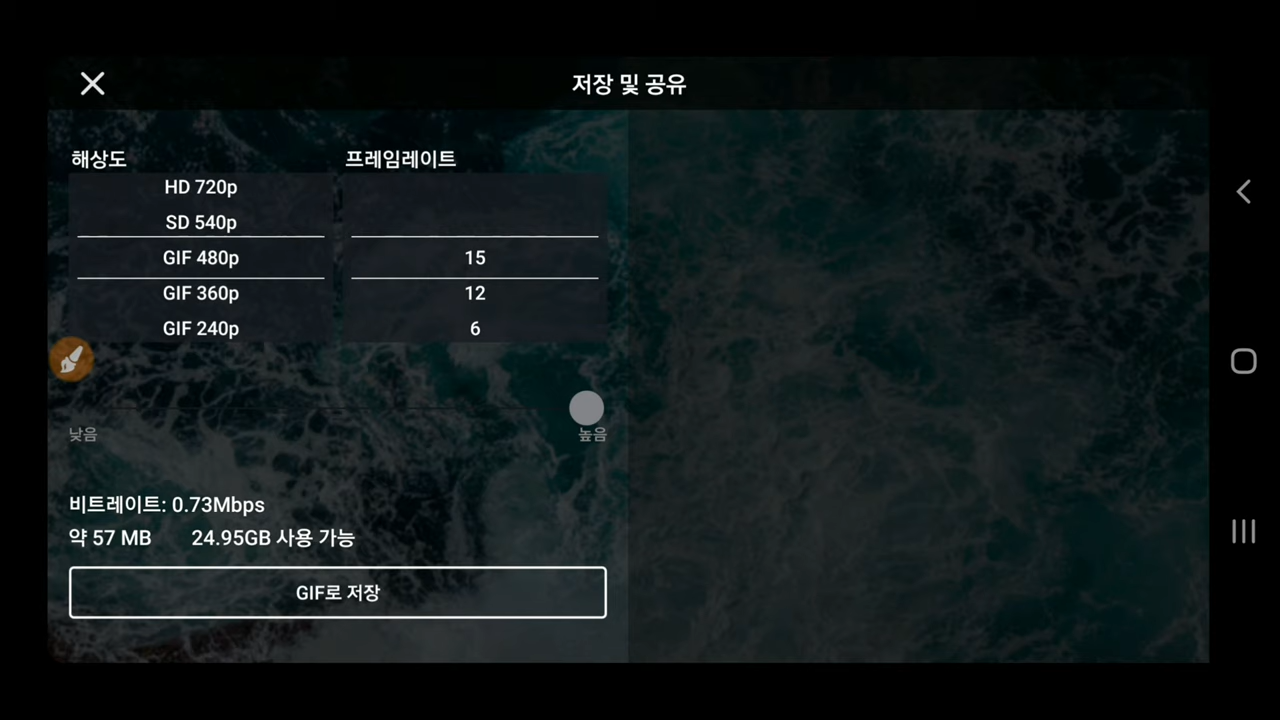 저장 및 공유
해상도
프레임레이트
HD 720p
SD 540p
GIF 480p
GIF 360p
GIF 240p
15
12
6
낮음
높음
비트레이트: 0.73Mbps
약 57 MB 24.95GB 사용 가능
GIF로 저장